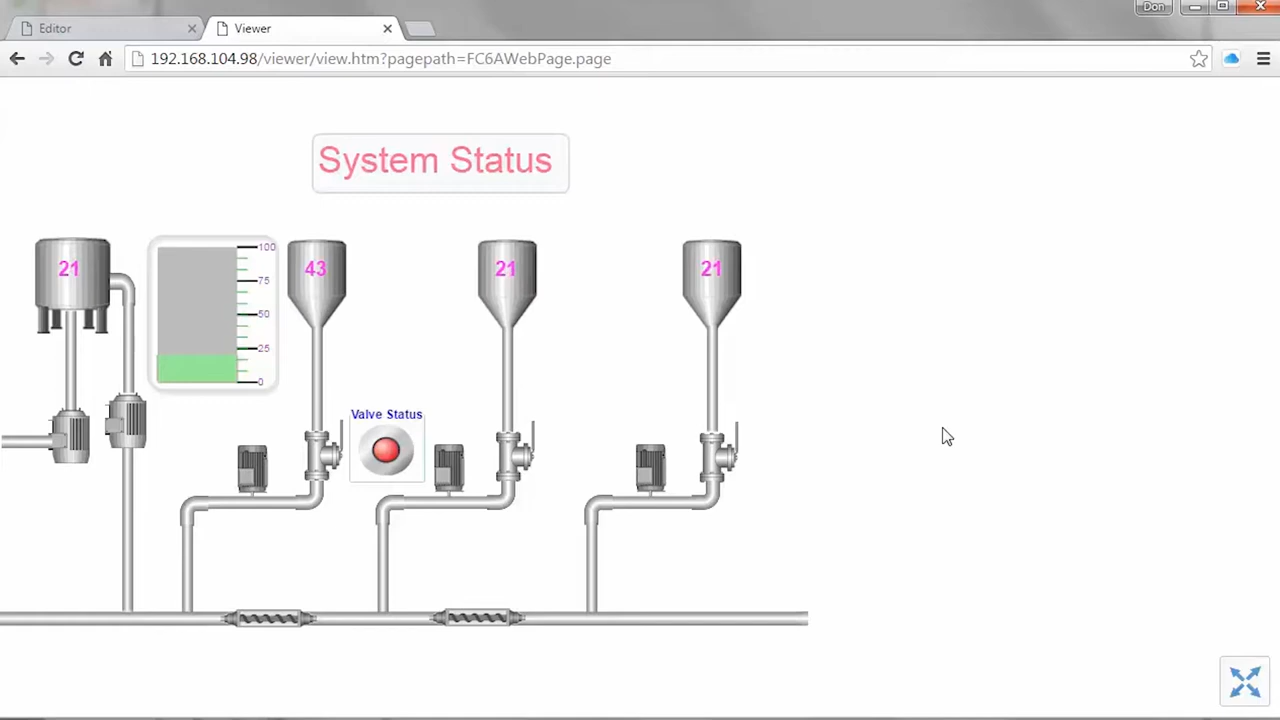 Don
Editor
Viewer
192.168.104.98/viewer/view.htm?pagepath=FC6AWebPage.page
System Status
21
100
75
50
25
0
43
21
21
Valve Status